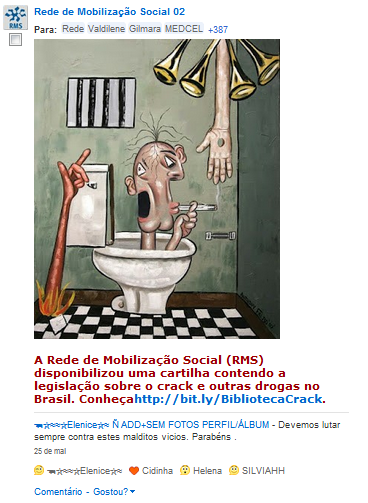 Rede de Mobilização Social 02
RMS
Para: Rede Valdilene Gilmara MEDCEL +387
A Rede de Mobilização Social (RMS)
disponibilizou uma cartilha contendo a
legislação sobre o crack e outras drogas no
Brasil. Conheçahttp://bit.ly/BibliotecaCrack.
Elenice Ñ ADD+SEM FOTOS PERFIL/ÁLBUM - Devemos lutar
sempre contra estes malditos vicios. Parabéns .
25 de mai
Elenice Cidinha Helena SILVIAHH
Comentário - Gostou?